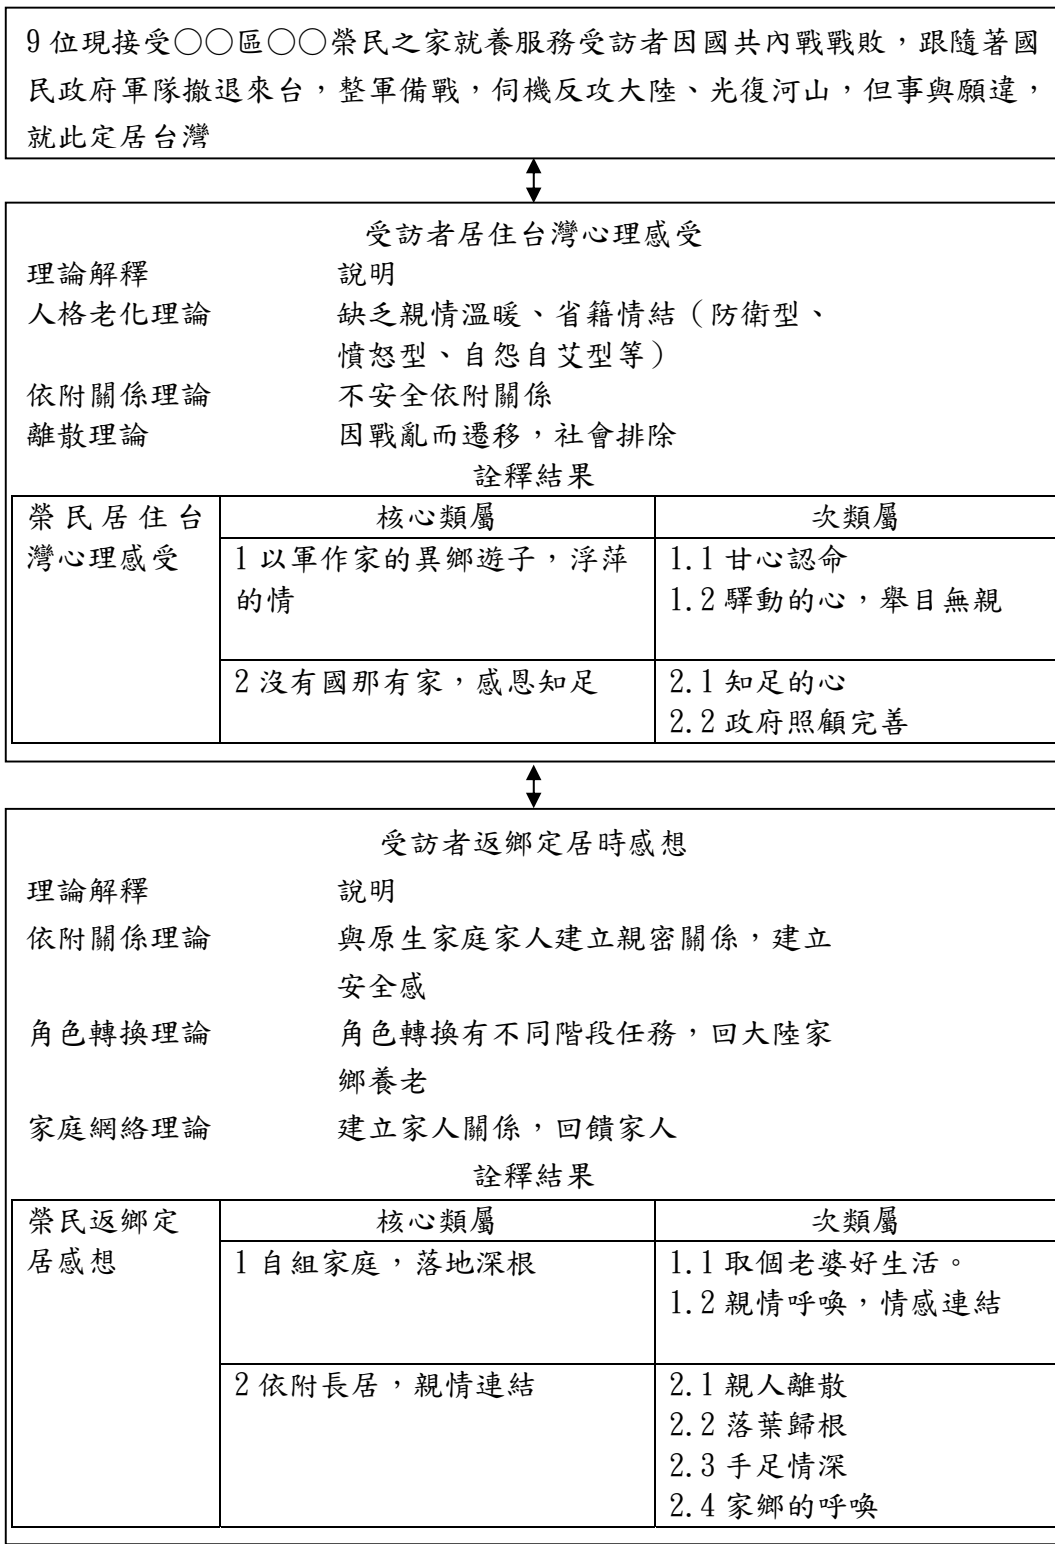 9 位現接受○○區○○榮民之家就養服務受訪者因國共內戰戰敗，跟隨著國
民政府軍隊撤退來台，整軍備戰，伺機反攻大陸、光復河山，但事與願違，
就此定居台灣
受訪者居住台灣心理感受
理論解釋 說明
人格老化理論 缺乏親情溫暖、省籍情結（防衛型、
憤怒型、自怨自艾型等）
依附關係理論 不安全依附關係
離散理論 因戰亂而遷移，社會排除
詮釋結果
榮民居住台 核心類屬 次類屬
灣心理感受 1 以軍作家的異鄉遊子，浮萍 1.1 甘心認命
的情 1.2 驛動的心，舉目無親
2 沒有國那有家，感恩知足 2.1 知足的心
2.2 政府照顧完善
受訪者返鄉定居時感想
理論解釋 說明
依附關係理論 與原生家庭家人建立親密關係，建立
安全感
角色轉換理論 角色轉換有不同階段任務，回大陸家
鄉養老
家庭網絡理論 建立家人關係，回饋家人
詮釋結果
榮民返鄉定 核心類屬 次類屬
居感想 1 自組家庭，落地深根 1.1 取個老婆好生活。
1.2 親情呼喚，情感連結
2 依附長居，親情連結 2.1 親人離散
2.2 落葉歸根
2.3 手足情深
2.4 家鄉的呼喚